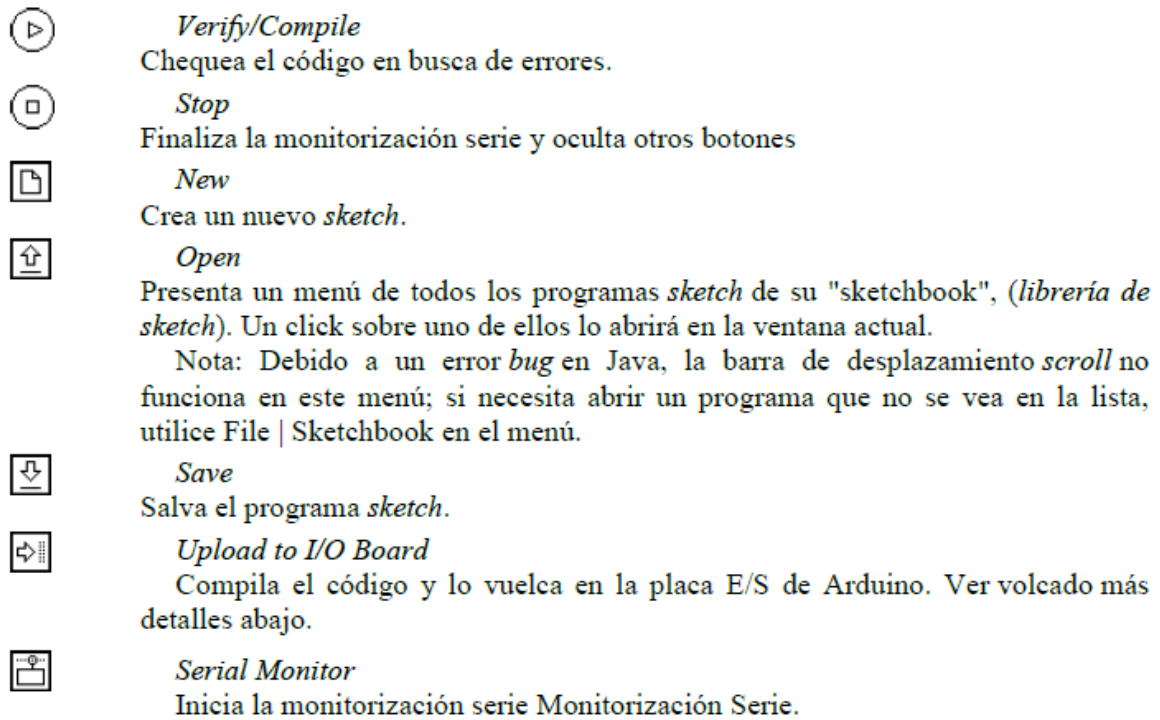 Verify/Compile
Chequea el código en busca de errores.
Stop
Finaliza la monitorización serie y oculta otros botones
New
Crea un nuevo sketch.
Open
Presenta un menú de todos los programas sketch de su "sketchbook", (librería de
sketch). Un click sobre uno de ellos lo abrirá en la ventana actual.
Nota: Debido a un error bug en Java, la barra de desplazamiento scroll no
funciona en este menú; si necesita abrir un programa que no se vea en la lista,
utilice File | Sketchbook en el menú.
Save
Salva el programa sketch.
Upload to I/O Board
Compila el código y lo vuelca en la placa E/S de Arduino. Ver volcado más
detalles abajo.
Serial Monitor
Inicia la monitorización serie Monitorización Serie.